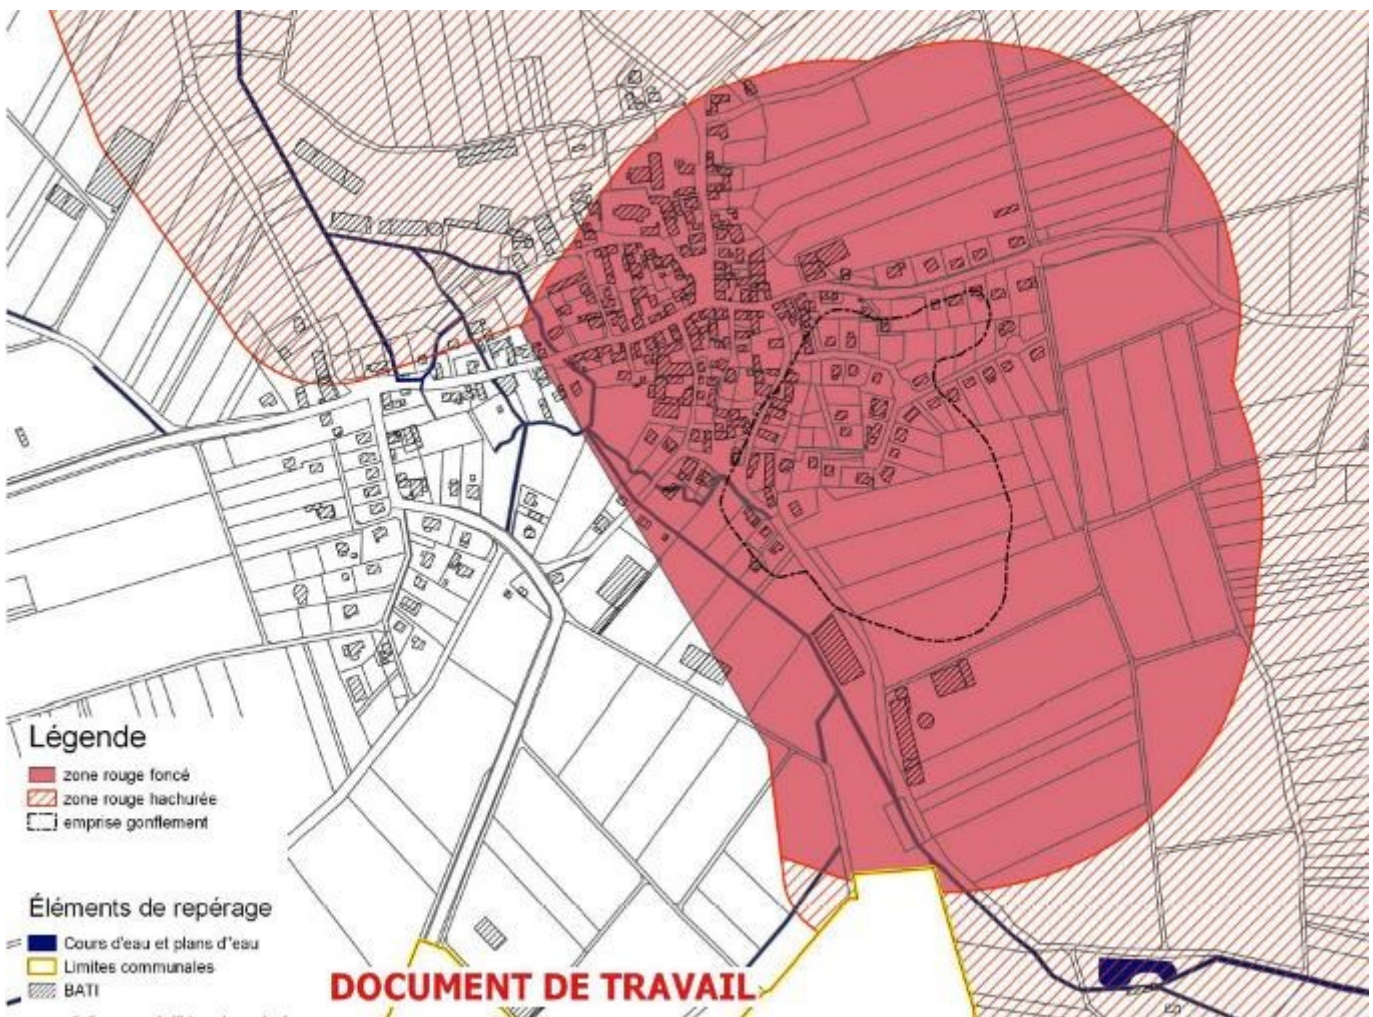 Légende
zone rouge foncé
zone rouge hachurée
emprise gonflement
Éléments de repérage
Cours d'eau et plans d''eau
Limites communales
BATI
DOCUMENT DE TRAVAIL